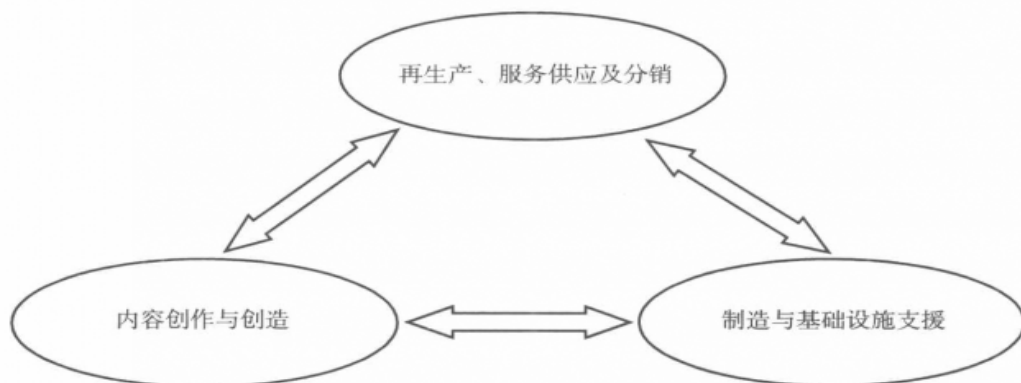 再生产、服务供应及分销
内容创作与创造
制造与基础设施支援